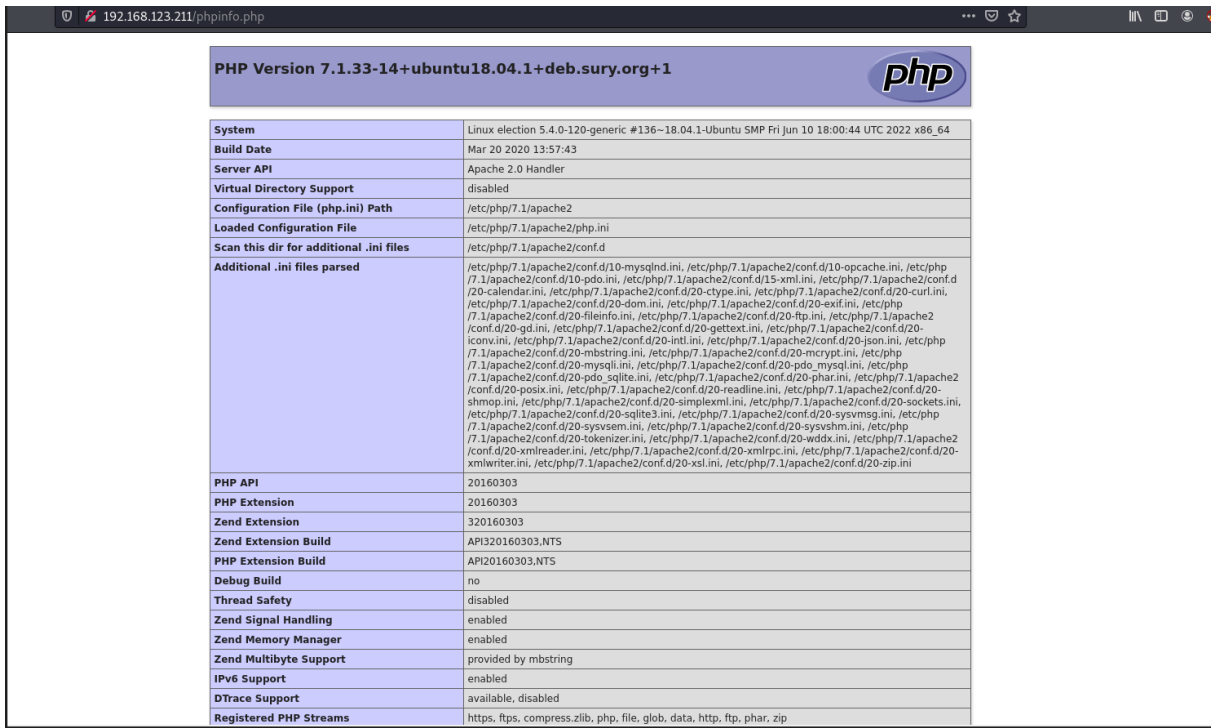 192.168.123.211/phpinfo.php
PHP Version 7.1.33-14+ubuntu18.04.1+deb.sury.org+1
php
System Linux election 5.4.0-120-generic #136~18.04.1-Ubuntu SMP Fri Jun 10 18:00:44 UTC 2022 x86_64
Build Date Mar 20 2020 13:57:43
Server API Apache 2.0 Handler
Virtual Directory Support disabled
Configuration File (php.ini) Path /etc/php/7.1/apache2
Loaded Configuration File /etc/php/7.1/apache2/php.ini
Scan this dir for additional .ini files /etc/php/7.1/apache2/conf.d
Additional .ini files parsed /etc/php/7.1/apache2/conf.d/10-mysqlnd.ini, /etc/php/7.1/apache2/conf.d/10-opcache.ini, /etc/php
/7.1/apache2/conf.d/10-pdo.ini, /etc/php/7.1/apache2/conf.d/15-xml.ini, /etc/php/7.1/apache2/conf.d
/20-calendar.ini, /etc/php/7.1/apache2/conf.d/20-ctype.ini, /etc/php/7.1/apache2/conf.d/20-curl.ini,
/etc/php/7.1/apache2/conf.d/20-dom.ini, /etc/php/7.1/apache2/conf.d/20-exif.ini, /etc/php
/7.1/apache2/conf.d/20-fileinfo.ini, /etc/php/7.1/apache2/conf.d/20-ftp.ini, /etc/php/7.1/apache2
/conf.d/20-gd.ini, /etc/php/7.1/apache2/conf.d/20-gettext.ini, /etc/php/7.1/apache2/conf.d/20-
iconv.ini, /etc/php/7.1/apache2/conf.d/20-intl.ini, /etc/php/7.1/apache2/conf.d/20-json.ini, /etc/php
/7.1/apache2/conf.d/20-mbstring.ini, /etc/php/7.1/apache2/conf.d/20-mcrypt.ini, /etc/php
/7.1/apache2/conf.d/20-mysqli.ini, /etc/php/7.1/apache2/conf.d/20-pdo_mysql.ini, /etc/php
/7.1/apache2/conf.d/20-pdo_sqlite.ini, /etc/php/7.1/apache2/conf.d/20-phar.ini, /etc/php/7.1/apache2
/conf.d/20-posix.ini, /etc/php/7.1/apache2/conf.d/20-readline.ini, /etc/php/7.1/apache2/conf.d/20-
shmop.ini, /etc/php/7.1/apache2/conf.d/20-simplexml.ini, /etc/php/7.1/apache2/conf.d/20-sockets.ini,
/etc/php/7.1/apache2/conf.d/20-sqlite3.ini, /etc/php/7.1/apache2/conf.d/20-sysvmsg.ini, /etc/php
/7.1/apache2/conf.d/20-sysvsem.ini, /etc/php/7.1/apache2/conf.d/20-sysvshm.ini, /etc/php
/7.1/apache2/conf.d/20-tokenizer.ini, /etc/php/7.1/apache2/conf.d/20-wddx.ini, /etc/php/7.1/apache2
/conf.d/20-xmlreader.ini, /etc/php/7.1/apache2/conf.d/20-xmlrpc.ini, /etc/php/7.1/apache2/conf.d/20-
xmlwriter.ini, /etc/php/7.1/apache2/conf.d/20-xsl.ini, /etc/php/7.1/apache2/conf.d/20-zip.ini
PHP API 20160303
PHP Extension 20160303
Zend Extension 320160303
Zend Extension Build API320160303,NTS
PHP Extension Build API20160303,NTS
Debug Build no
Thread Safety disabled
Zend Signal Handling enabled
Zend Memory Manager enabled
Zend Multibyte Support provided by mbstring
IPv6 Support enabled
DTrace Support available, disabled
Registered PHP Streams https, ftps, compress.zlib, php, file, glob, data, http, ftp, phar, zip